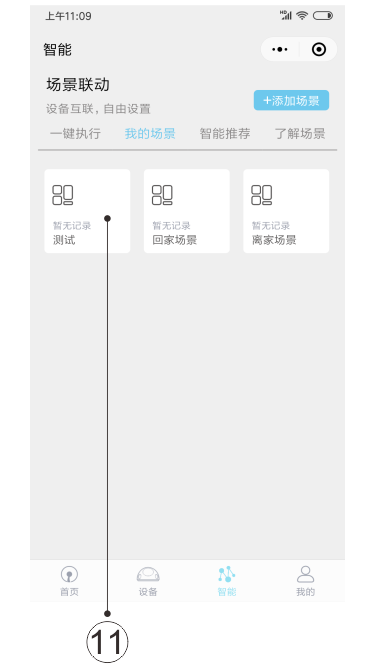 上午11:09
HD
智能
场景联动
设备互联，自由设置
+添加场景
一键执行 我的场景 智能推荐 了解场景
暂无记录 暂无记录 暂无记录
测试 回家场景 离家场景
首页 设备 智能 我的
11